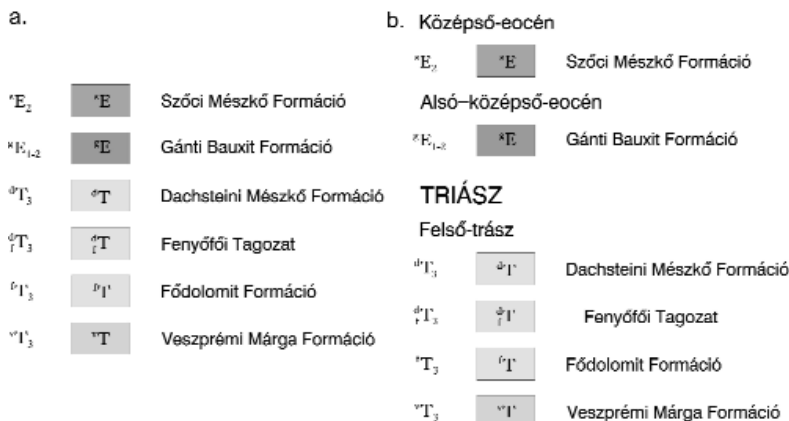 a.
ˢE₂ ˢE Szőci Mészkő Formáció
ᵍE₁₋₂ ᵍE Gánti Bauxit Formáció
ᵈT₃ ᵈT Dachsteini Mészkő Formáció
ᵈfT₃ ᵈfT Fenyőfői Tagozat
ᶠT₃ ᶠT Fődolomit Formáció
ᵛT₃ ᵛT Veszprémi Márga Formáció
b. Középső-eocén
ˢE₂ ˢE Szőci Mészkő Formáció
Alsó–középső-eocén
ᵍE₁₋₂ ᵍE Gánti Bauxit Formáció
TRIÁSZ
Felső-trász
ᵈT₃ ᵈT Dachsteini Mészkő Formáció
ᵈfT₃ ᵈfT Fenyőfői Tagozat
ᶠT₃ ᶠT Fődolomit Formáció
ᵛT₃ ᵛT Veszprémi Márga Formáció